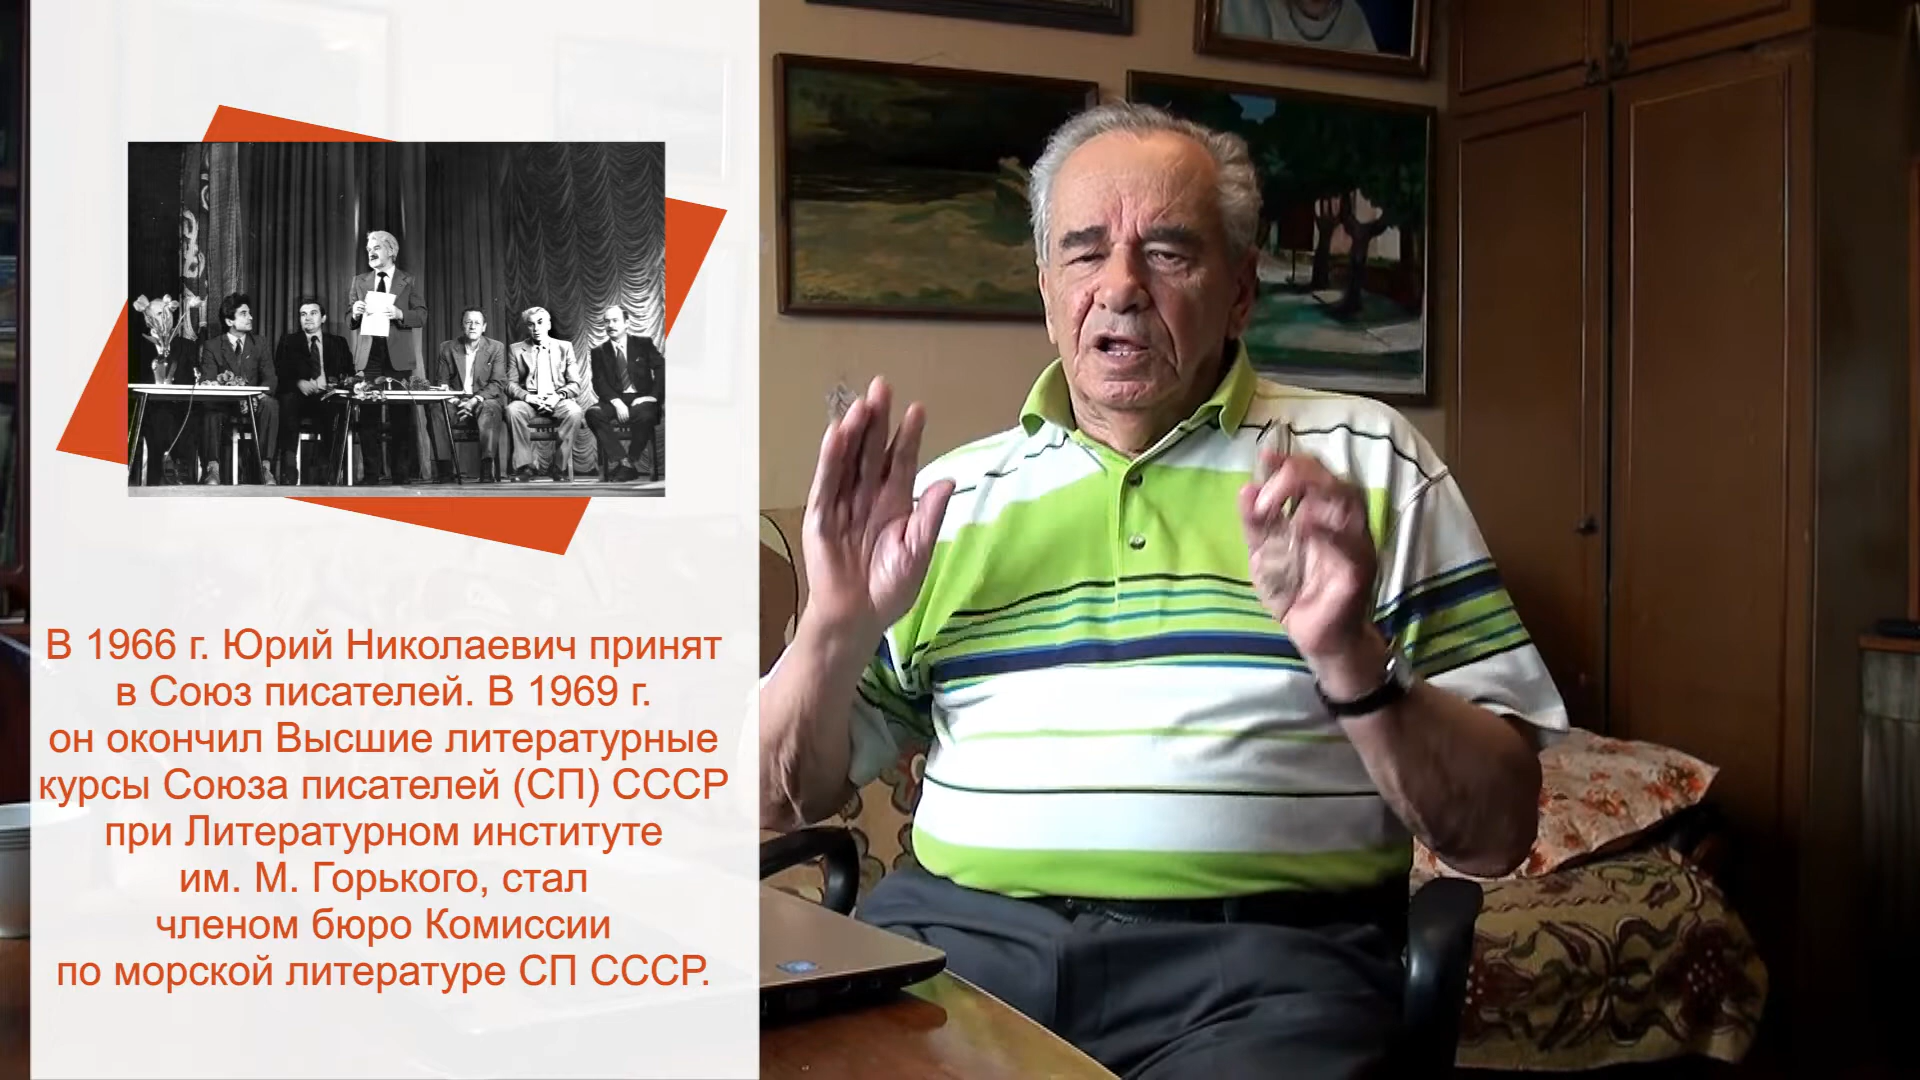 В 1966 г. Юрий Николаевич принят
в Союз писателей. В 1969 г.
он окончил Высшие литературные
курсы Союза писателей (СП) СССР
при Литературном институте
им. М. Горького, стал
членом бюро Комиссии
по морской литературе СП СССР.